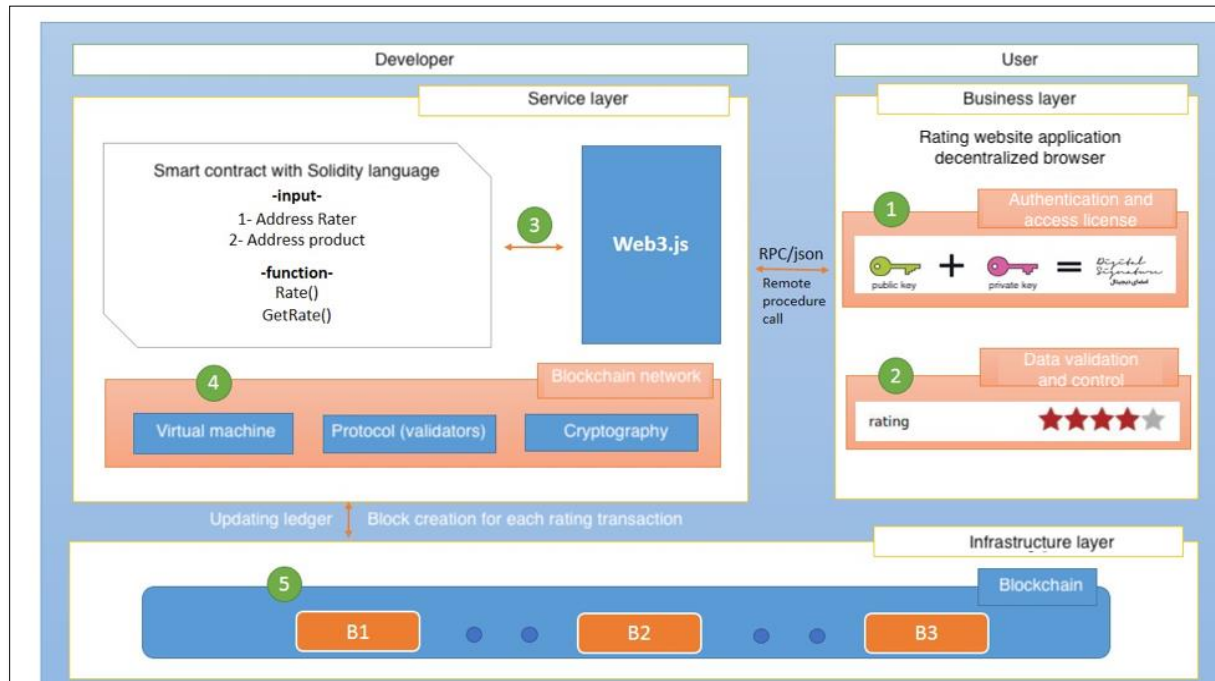 Developer
User
Service layer
Business layer
Smart contract with Solidity language
-input-
1- Address Rater
2- Address product
-function-
Rate()
GetRate()
3
Web3.js
RPC/json
Remote
procedure
call
Rating website application
decentralized browser
1
Authentication and
access license
public key
+
private key
=
Digital
Signature
2
Data validation
and control
rating
4
Blockchain network
Virtual machine
Protocol (validators)
Cryptography
Updating ledger
Block creation for each rating transaction
Infrastructure layer
5
Blockchain
B1
B2
B3